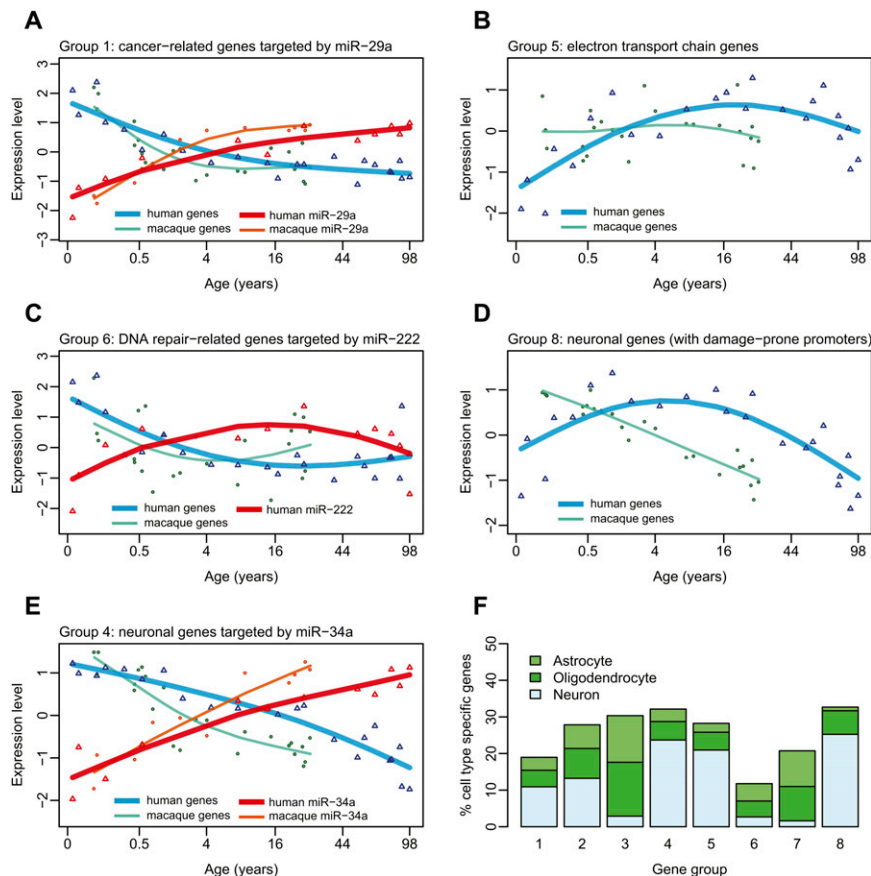 A
Group 1: cancer−related genes targeted by miR−29a
Expression level
3
2
1
0
−1
−2
−3
human genes
human miR−29a
macaque genes
macaque miR−29a
0 0.5 4 16 44 98
Age (years)
B
Group 5: electron transport chain genes
Expression level
1
0
−1
−2
human genes
macaque genes
0 0.5 4 16 44 98
Age (years)
C
Group 6: DNA repair−related genes targeted by miR−222
Expression level
3
2
1
0
−1
−2
human genes
human miR−222
macaque genes
0 0.5 4 16 44 98
Age (years)
D
Group 8: neuronal genes (with damage−prone promoters)
Expression level
1
0
−1
−2
human genes
macaque genes
0 0.5 4 16 44 98
Age (years)
E
Group 4: neuronal genes targeted by miR−34a
Expression level
1
0
−1
−2
human genes
human miR−34a
macaque genes
macaque miR−34a
0 0.5 4 16 44 98
Age (years)
F
% cell type specific genes
50
40
30
20
10
0
Astrocyte
Oligodendrocyte
Neuron
1 2 3 4 5 6 7 8
Gene group